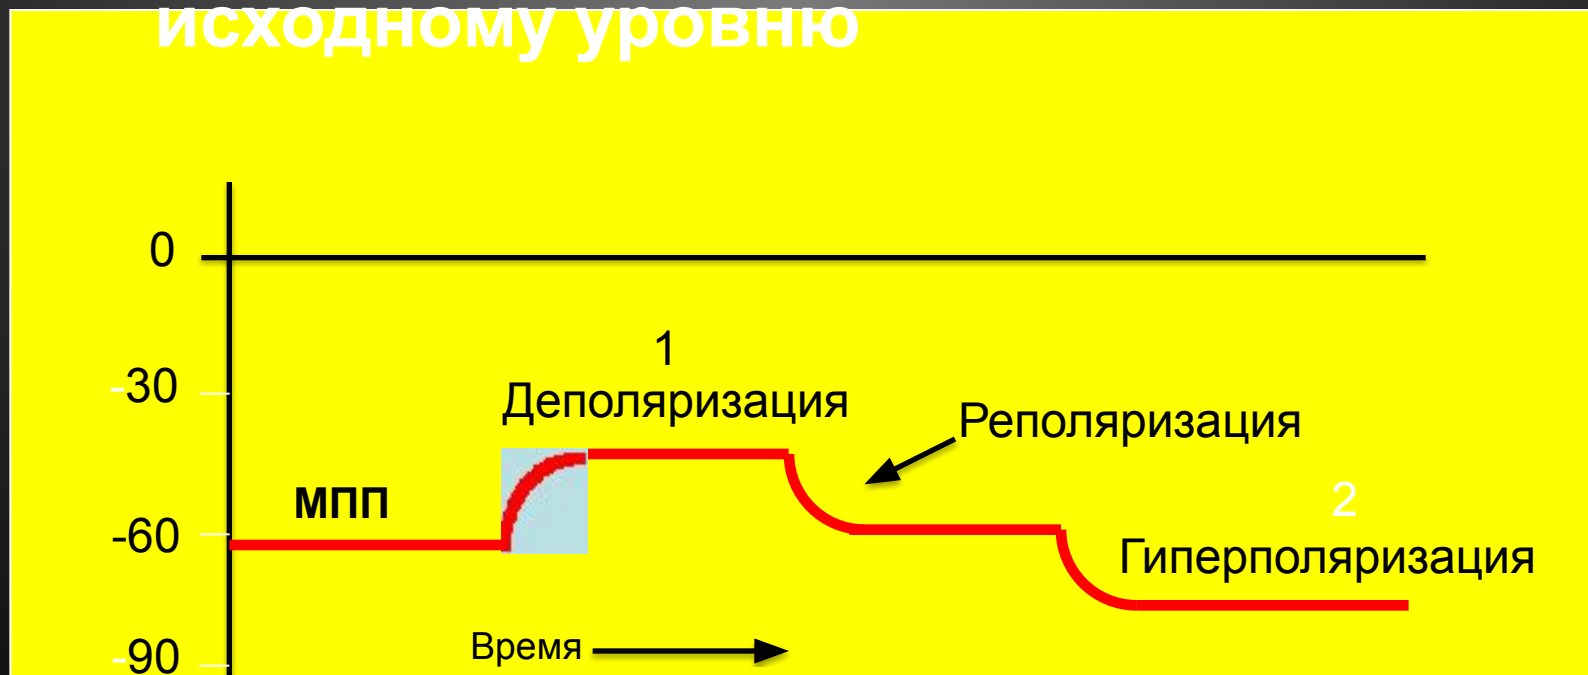 исходному уровню
0
1
-30
Деполяризация
Реполяризация
МПП
2
-60
Гиперполяризация
Время
-90